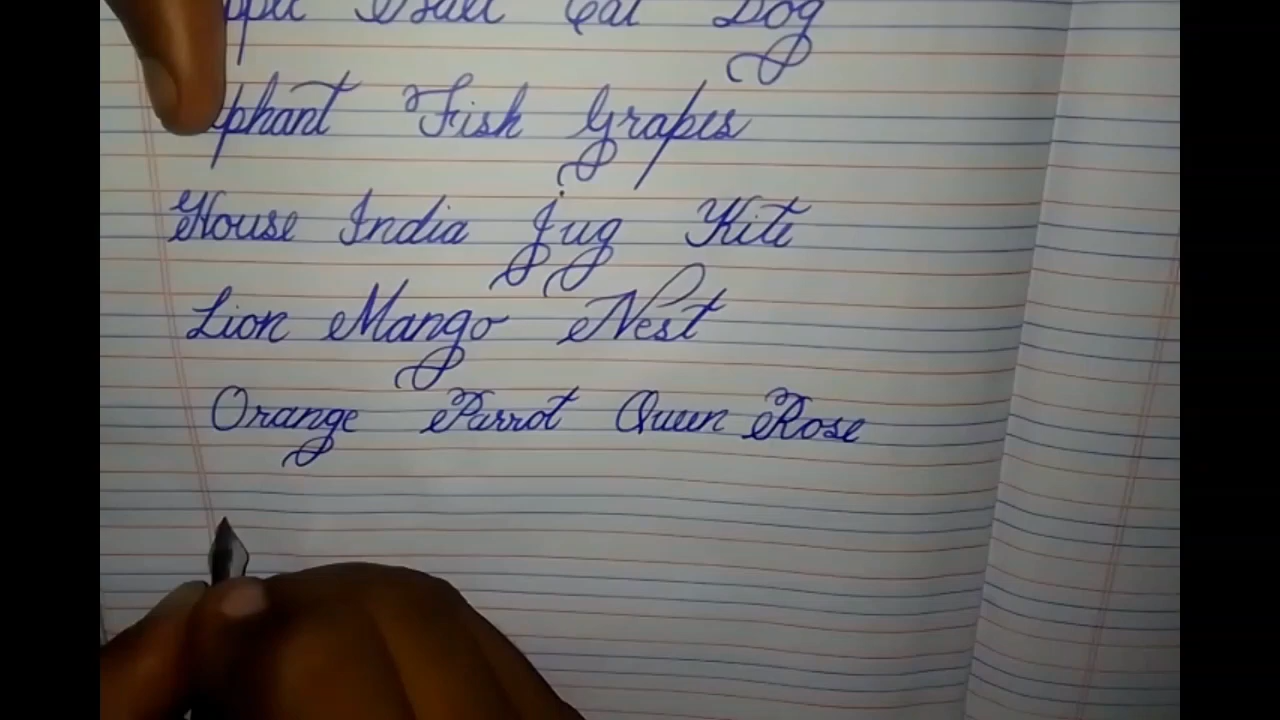 Ball Cat Dog
Fish Grapes
House India Jug Kite
Lion Mango Nest
Orange Parrot Queen Rose